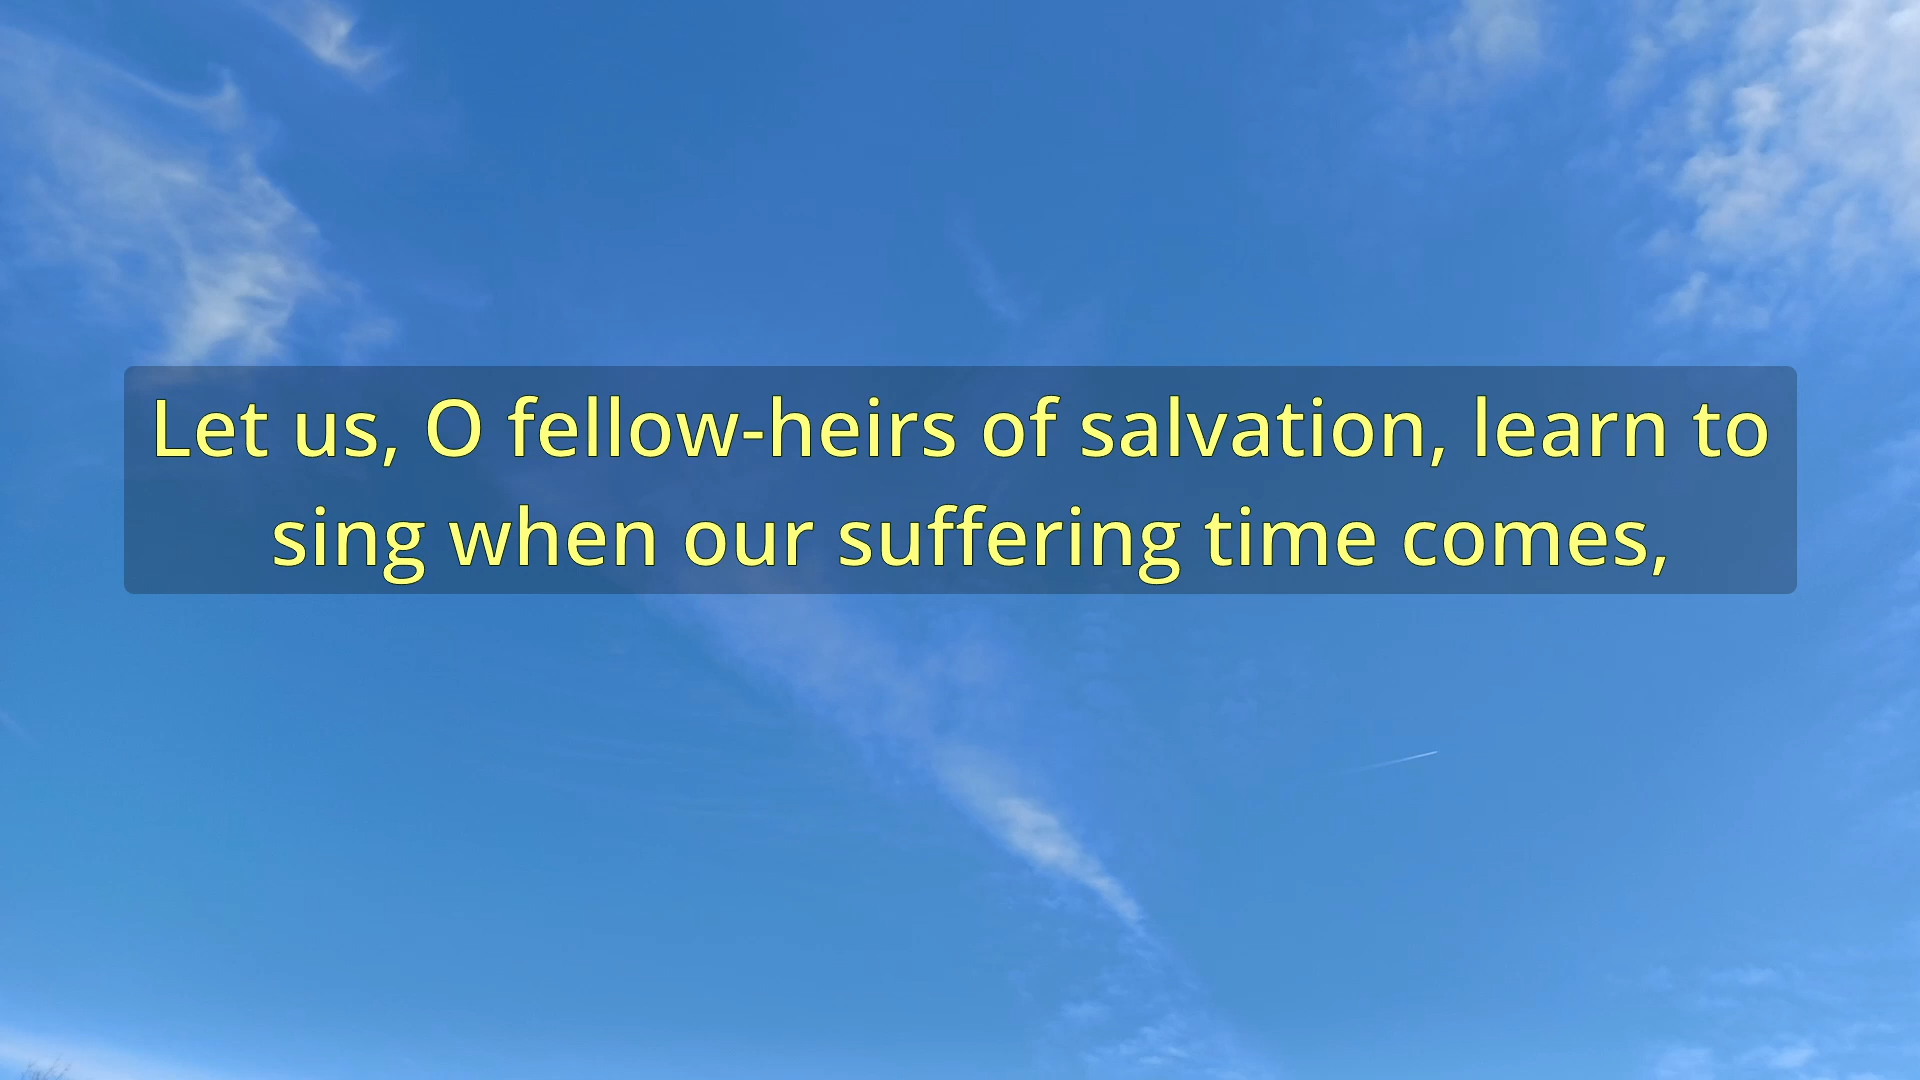 Let us, O fellow-heirs of salvation, learn to
sing when our suffering time comes,